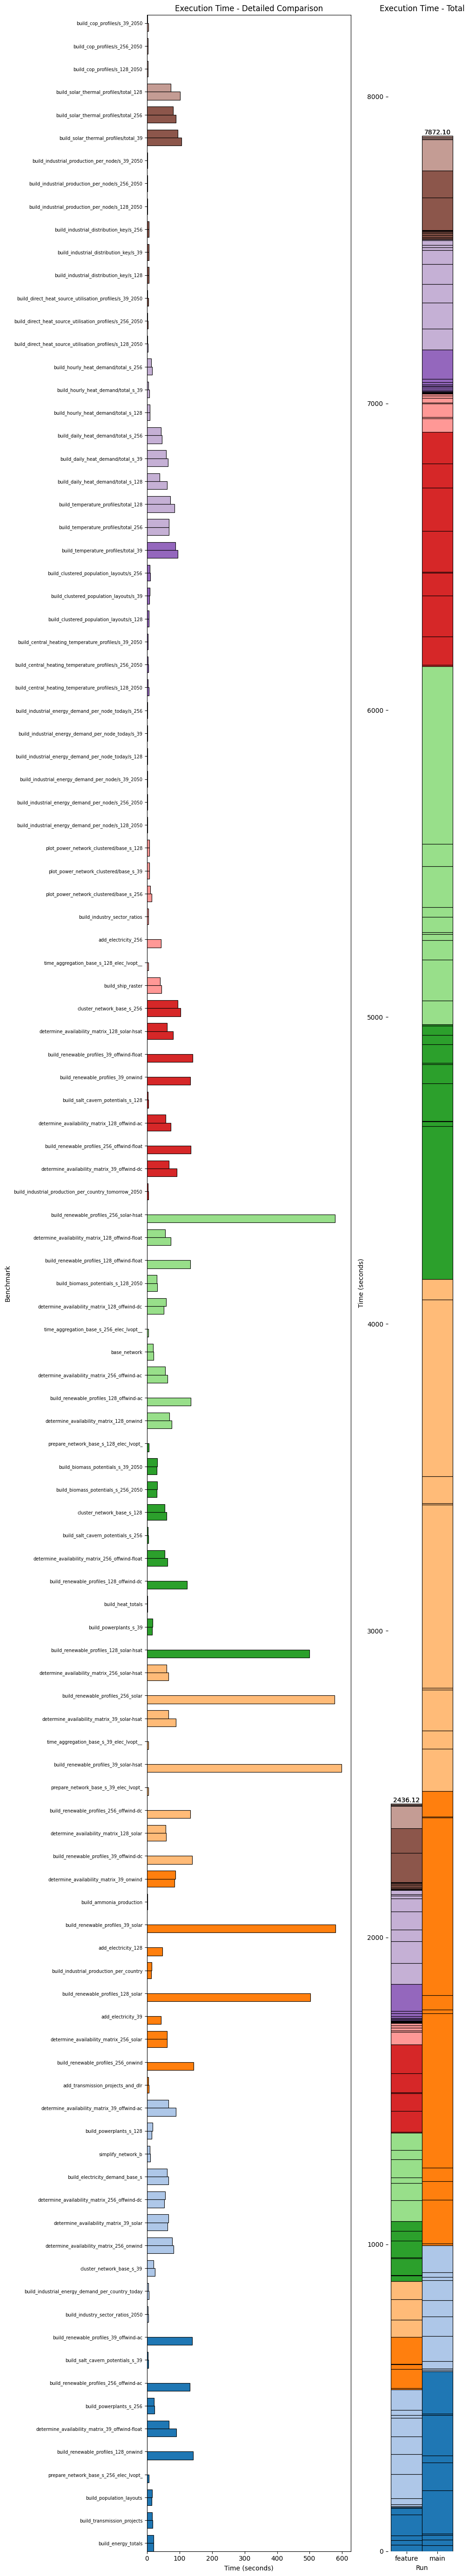 Execution Time - Detailed Comparison
Execution Time - Total
build_cop_profiles/s_39_2050
build_cop_profiles/s_256_2050
build_cop_profiles/s_128_2050
build_solar_thermal_profiles/total_128
build_solar_thermal_profiles/total_256
build_solar_thermal_profiles/total_39
build_industrial_production_per_node/s_39_2050
build_industrial_production_per_node/s_256_2050
build_industrial_production_per_node/s_128_2050
build_industrial_distribution_key/s_256
build_industrial_distribution_key/s_39
build_industrial_distribution_key/s_128
build_direct_heat_source_utilisation_profiles/s_39_2050
build_direct_heat_source_utilisation_profiles/s_256_2050
build_direct_heat_source_utilisation_profiles/s_128_2050
build_hourly_heat_demand/total_s_256
build_hourly_heat_demand/total_s_39
build_hourly_heat_demand/total_s_128
build_daily_heat_demand/total_s_256
build_daily_heat_demand/total_s_39
build_daily_heat_demand/total_s_128
build_temperature_profiles/total_128
build_temperature_profiles/total_256
build_temperature_profiles/total_39
build_clustered_population_layouts/s_256
build_clustered_population_layouts/s_39
build_clustered_population_layouts/s_128
build_central_heating_temperature_profiles/s_39_2050
build_central_heating_temperature_profiles/s_256_2050
build_central_heating_temperature_profiles/s_128_2050
build_industrial_energy_demand_per_node_today/s_256
build_industrial_energy_demand_per_node_today/s_39
build_industrial_energy_demand_per_node_today/s_128
build_industrial_energy_demand_per_node/s_39_2050
build_industrial_energy_demand_per_node/s_256_2050
build_industrial_energy_demand_per_node/s_128_2050
plot_power_network_clustered/base_s_128
plot_power_network_clustered/base_s_39
plot_power_network_clustered/base_s_256
build_industry_sector_ratios
add_electricity_256
time_aggregation_base_s_128_elec_lvopt__
build_ship_raster
cluster_network_base_s_256
determine_availability_matrix_128_solar-hsat
build_renewable_profiles_39_offwind-float
build_renewable_profiles_39_onwind
build_salt_cavern_potentials_s_128
determine_availability_matrix_128_offwind-ac
build_renewable_profiles_256_offwind-float
determine_availability_matrix_39_offwind-dc
build_industrial_production_per_country_tomorrow_2050
build_renewable_profiles_256_solar-hsat
determine_availability_matrix_128_offwind-float
build_renewable_profiles_128_offwind-float
build_biomass_potentials_s_128_2050
determine_availability_matrix_128_offwind-dc
time_aggregation_base_s_256_elec_lvopt__
base_network
determine_availability_matrix_256_offwind-ac
build_renewable_profiles_128_offwind-ac
determine_availability_matrix_128_onwind
prepare_network_base_s_128_elec_lvopt_
build_biomass_potentials_s_39_2050
build_biomass_potentials_s_256_2050
cluster_network_base_s_128
build_salt_cavern_potentials_s_256
determine_availability_matrix_256_offwind-float
build_renewable_profiles_128_offwind-dc
build_heat_totals
build_powerplants_s_39
build_renewable_profiles_128_solar-hsat
determine_availability_matrix_256_solar-hsat
build_renewable_profiles_256_solar
determine_availability_matrix_39_solar-hsat
time_aggregation_base_s_39_elec_lvopt__
build_renewable_profiles_39_solar-hsat
prepare_network_base_s_39_elec_lvopt_
build_renewable_profiles_256_offwind-dc
determine_availability_matrix_128_solar
build_renewable_profiles_39_offwind-dc
determine_availability_matrix_39_onwind
build_ammonia_production
build_renewable_profiles_39_solar
add_electricity_128
build_industrial_production_per_country
build_renewable_profiles_128_solar
add_electricity_39
determine_availability_matrix_256_solar
build_renewable_profiles_256_onwind
add_transmission_projects_and_dlr
determine_availability_matrix_39_offwind-ac
build_powerplants_s_128
simplify_network_b
build_electricity_demand_base_s
determine_availability_matrix_256_offwind-dc
determine_availability_matrix_39_solar
determine_availability_matrix_256_onwind
cluster_network_base_s_39
build_industrial_energy_demand_per_country_today
build_industry_sector_ratios_2050
build_renewable_profiles_39_offwind-ac
build_salt_cavern_potentials_s_39
build_renewable_profiles_256_offwind-ac
build_powerplants_s_256
determine_availability_matrix_39_offwind-float
build_renewable_profiles_128_onwind
prepare_network_base_s_256_elec_lvopt_
build_population_layouts
build_transmission_projects
build_energy_totals
Benchmark
0 100 200 300 400 500 600
Time (seconds)
Time (seconds)
8000
7000
6000
5000
4000
3000
2000
1000
0
7872.10
2436.12
feature main
Run